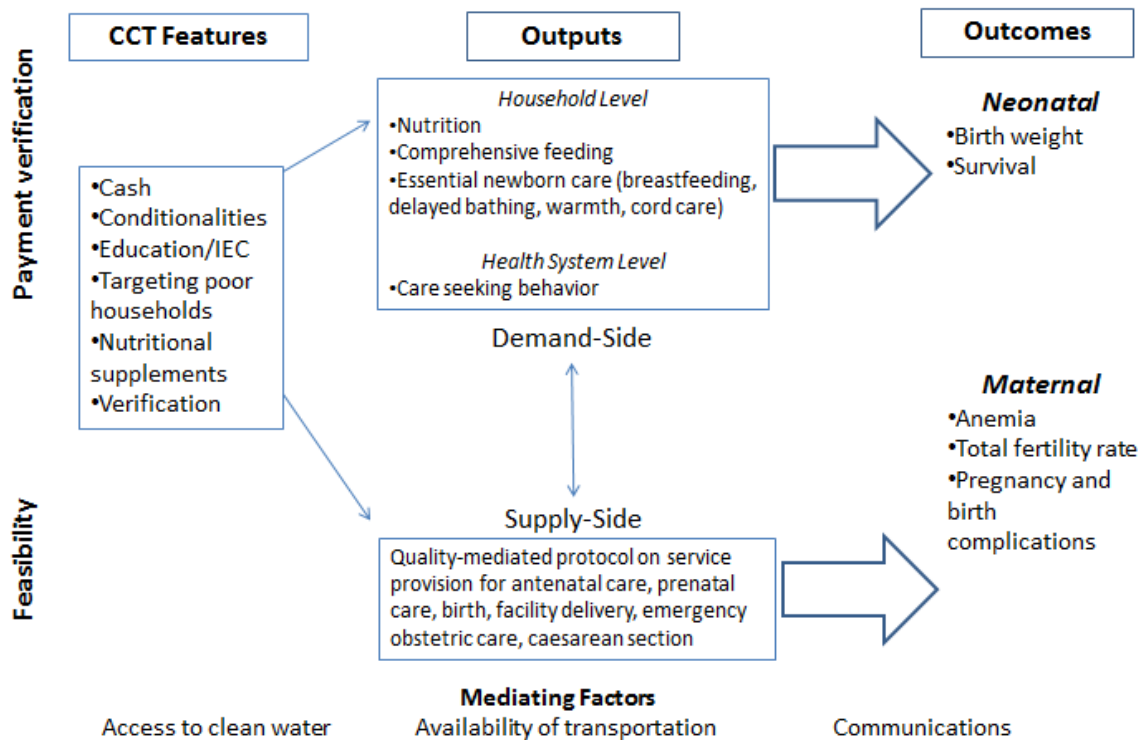 CCT Features
Outputs
Outcomes
Payment verification
Feasibility
•Cash
•Conditionalities
•Education/IEC
•Targeting poor
households
•Nutritional
supplements
•Verification
Household Level
•Nutrition
•Comprehensive feeding
•Essential newborn care (breastfeeding,
delayed bathing, warmth, cord care)
Health System Level
•Care seeking behavior
Demand-Side
Supply-Side
Quality-mediated protocol on service
provision for antenatal care, prenatal
care, birth, facility delivery, emergency
obstetric care, caesarean section
Neonatal
•Birth weight
•Survival
Maternal
•Anemia
•Total fertility rate
•Pregnancy and
birth
complications
Mediating Factors
Access to clean water Availability of transportation Communications